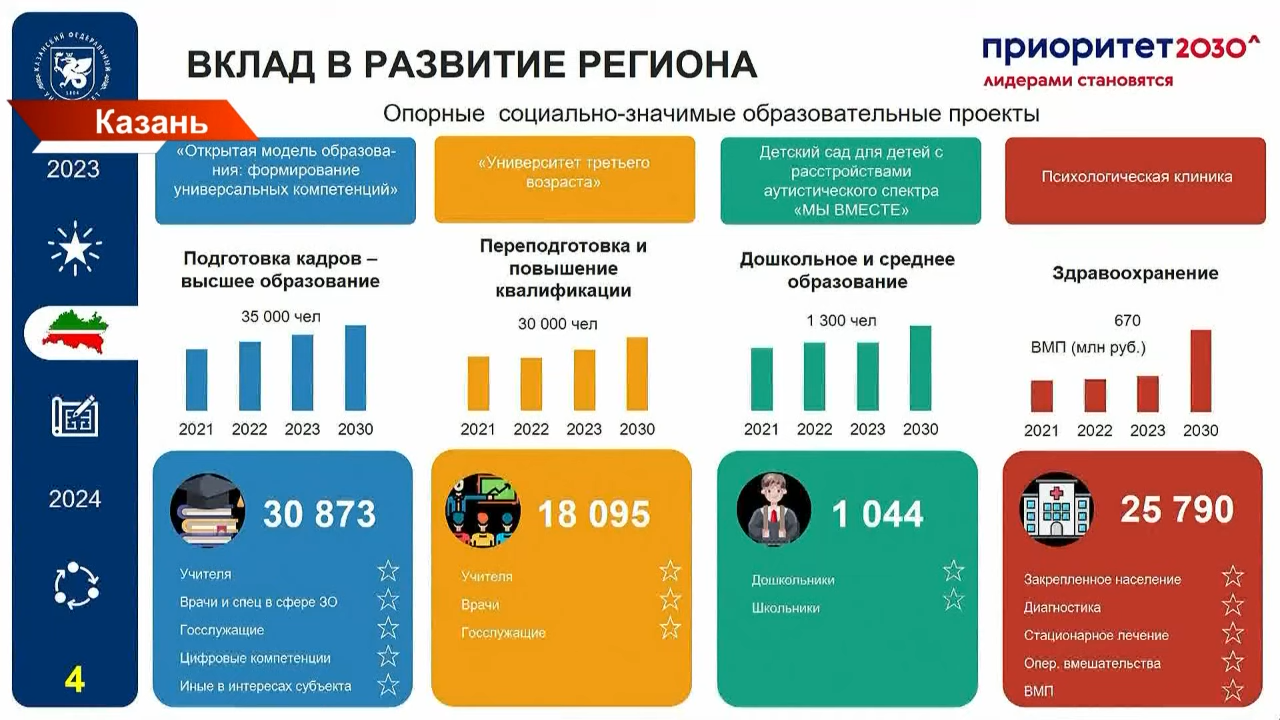 КАЗАНСКИЙ ФЕДЕРАЛЬНЫЙ
1804
ВКЛАД В РАЗВИТИЕ РЕГИОНА
приоритет2030^
лидерами становятся
Опорные социально-значимые образовательные проекты
Казань
2023
2024
4
«Открытая модель образова-
ния: формирование
универсальных компетенций»
Подготовка кадров –
высшее образование
35 000 чел
2021 2022 2023 2030
30 873
Учителя
Врачи и спец в сфере ЗО
Госслужащие
Цифровые компетенции
Иные в интересах субъекта
«Университет третьего
возраста»
Переподготовка и
повышение
квалификации
30 000 чел
2021 2022 2023 2030
18 095
Учителя
Врачи
Госслужащие
Детский сад для детей с
расстройствами
аутистического спектра
«МЫ ВМЕСТЕ»
Дошкольное и среднее
образование
1 300 чел
2021 2022 2023 2030
1 044
Дошкольники
Школьники
Психологическая клиника
Здравоохранение
670
ВМП (млн руб.)
2021 2022 2023 2030
25 790
Закрепленное население
Диагностика
Стационарное лечение
Опер. вмешательства
ВМП